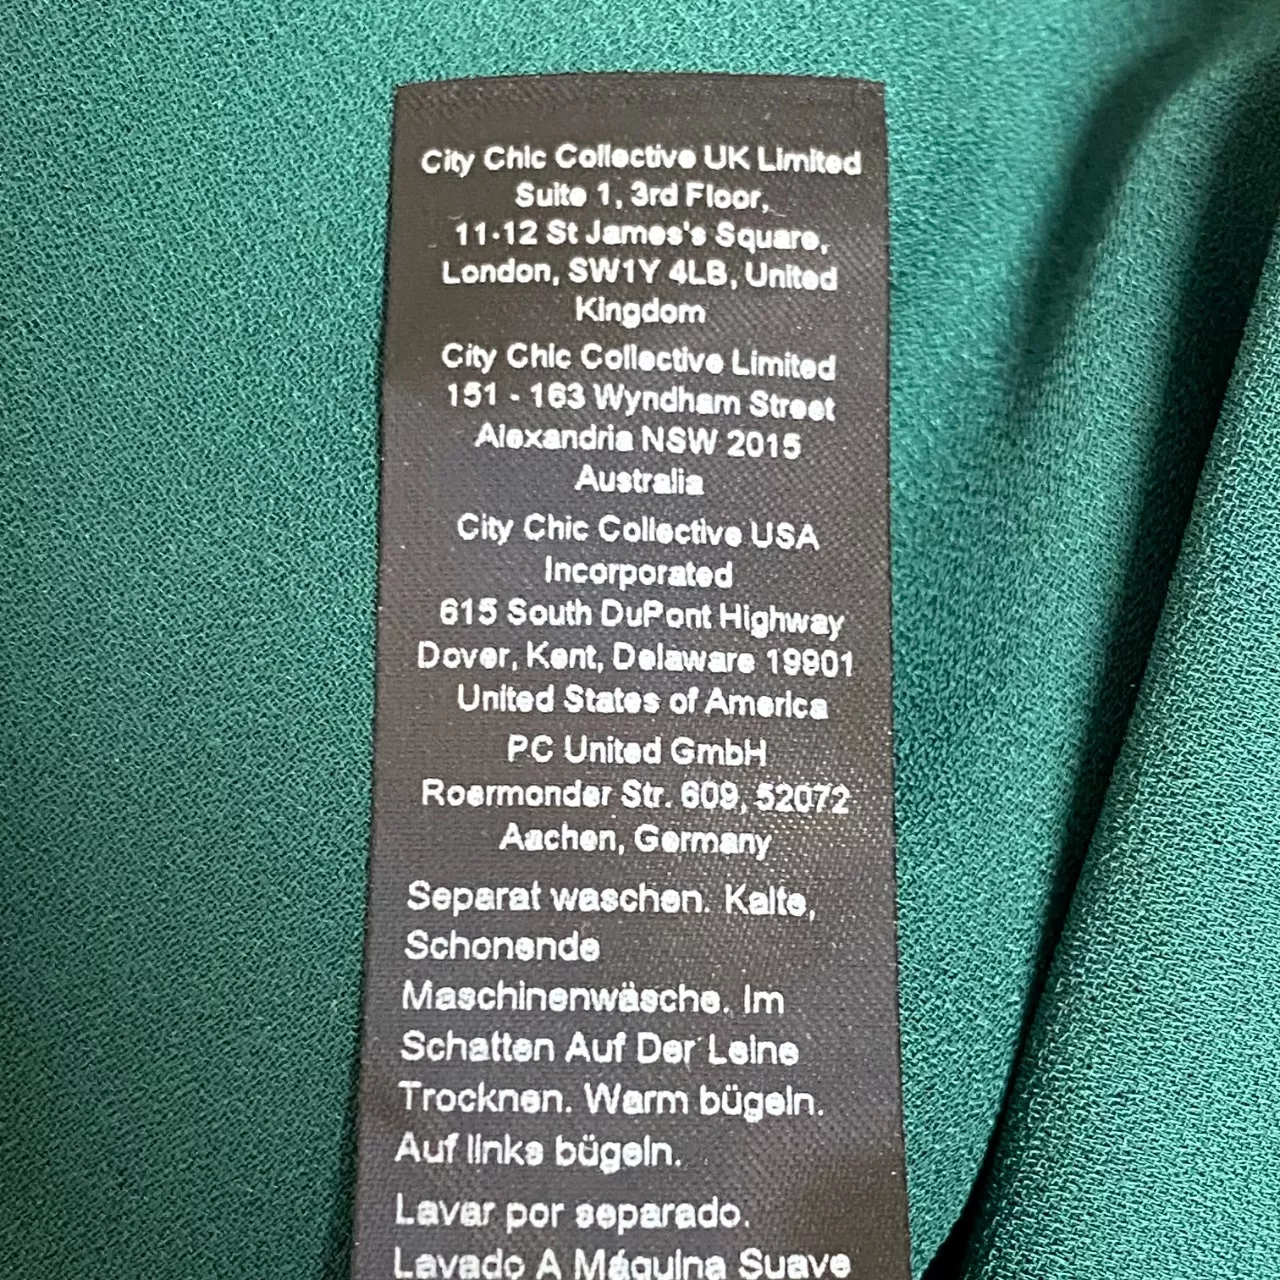 City Chic Collective UK Limited
Suite 1, 3rd Floor,
11-12 St James's Square,
London, SW1Y 4LB, United
Kingdom
City Chic Collective Limited
151 - 163 Wyndham Street
Alexandria NSW 2015
Australia
City Chic Collective USA
Incorporated
615 South DuPont Highway
Dover, Kent, Delaware 19901
United States of America
PC United GmbH
Roermonder Str. 609, 52072
Aachen, Germany
Separat waschen. Kalte,
Schonende
Maschinenwäsche. Im
Schatten Auf Der Leine
Trocknen. Warm bügeln.
Auf links bügeln.
Lavar por separado.
Lavado A Máquina Suave